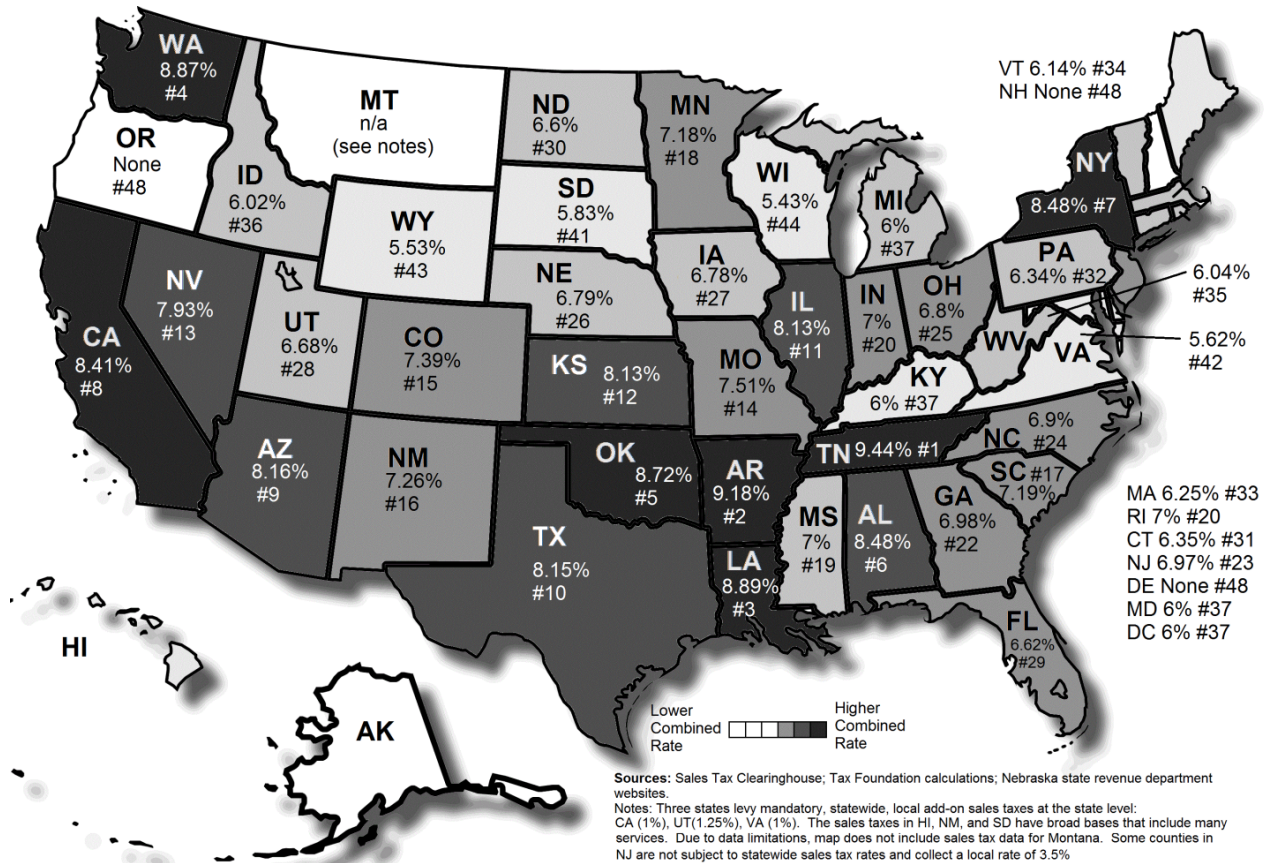 WA
8.87%
#4
OR
None
#48
MT
n/a
(see notes)
ID
6.02%
#36
WY
5.53%
#43
ND
6.6%
#30
SD
5.83%
#41
NE
6.79%
#26
MN
7.18%
#18
WI
5.43%
#44
MI
6%
#37
IA
6.78%
#27
VT 6.14% #34
NH None #48
NY
8.48% #7
PA
6.34% #32
6.04%
#35
5.62%
#42
CA
8.41%
#8
NV
7.93%
#13
UT
6.68%
#28
CO
7.39%
#15
KS
8.13%
#12
MO
7.51%
#14
IL
8.13%
#11
IN
7%
#20
OH
6.8%
#25
WV
VA
KY
6% #37
AZ
8.16%
#9
NM
7.26%
#16
OK
8.72%
#5
AR
9.18%
#2
TN 9.44% #1
NC
6.9%
#24
SC #17
7.19%
TX
8.15%
#10
LA
8.89%
#3
MS
7%
#19
AL
8.48%
#6
GA
6.98%
#22
FL
6.62%
#29
MA 6.25% #33
RI 7% #20
CT 6.35% #31
NJ 6.97% #23
DE None #48
MD 6% #37
DC 6% #37
HI
AK
Lower
Combined
Rate
Higher
Combined
Rate
Sources: Sales Tax Clearinghouse; Tax Foundation calculations; Nebraska state revenue department
websites.
Notes: Three states levy mandatory, statewide, local add-on sales taxes at the state level:
CA (1%), UT(1.25%), VA (1%).  The sales taxes in HI, NM, and SD have broad bases that include many
services.  Due to data limitations, map does not include sales tax data for Montana.  Some counties in
NJ are not subject to statewide sales tax rates and collect a local rate of 3.5%